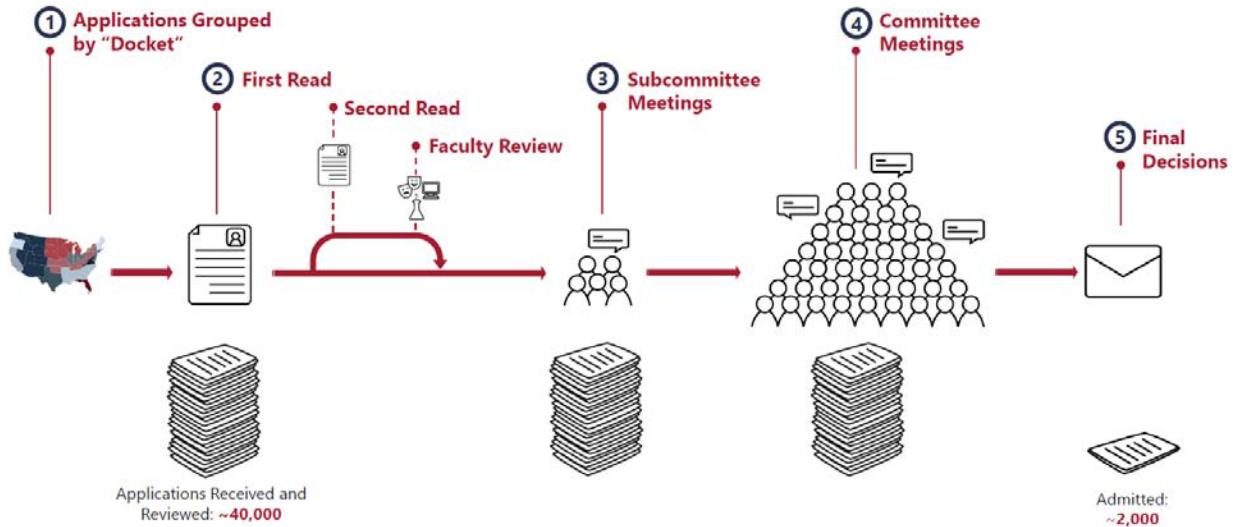 1 Applications Grouped
by “Docket“
2 First Read
Second Read
Faculty Review
3 Subcommittee
Meetings
4 Committee
Meetings
5 Final
Decisions
Applications Received and
Reviewed: ~40,000
Admitted:
~2,000